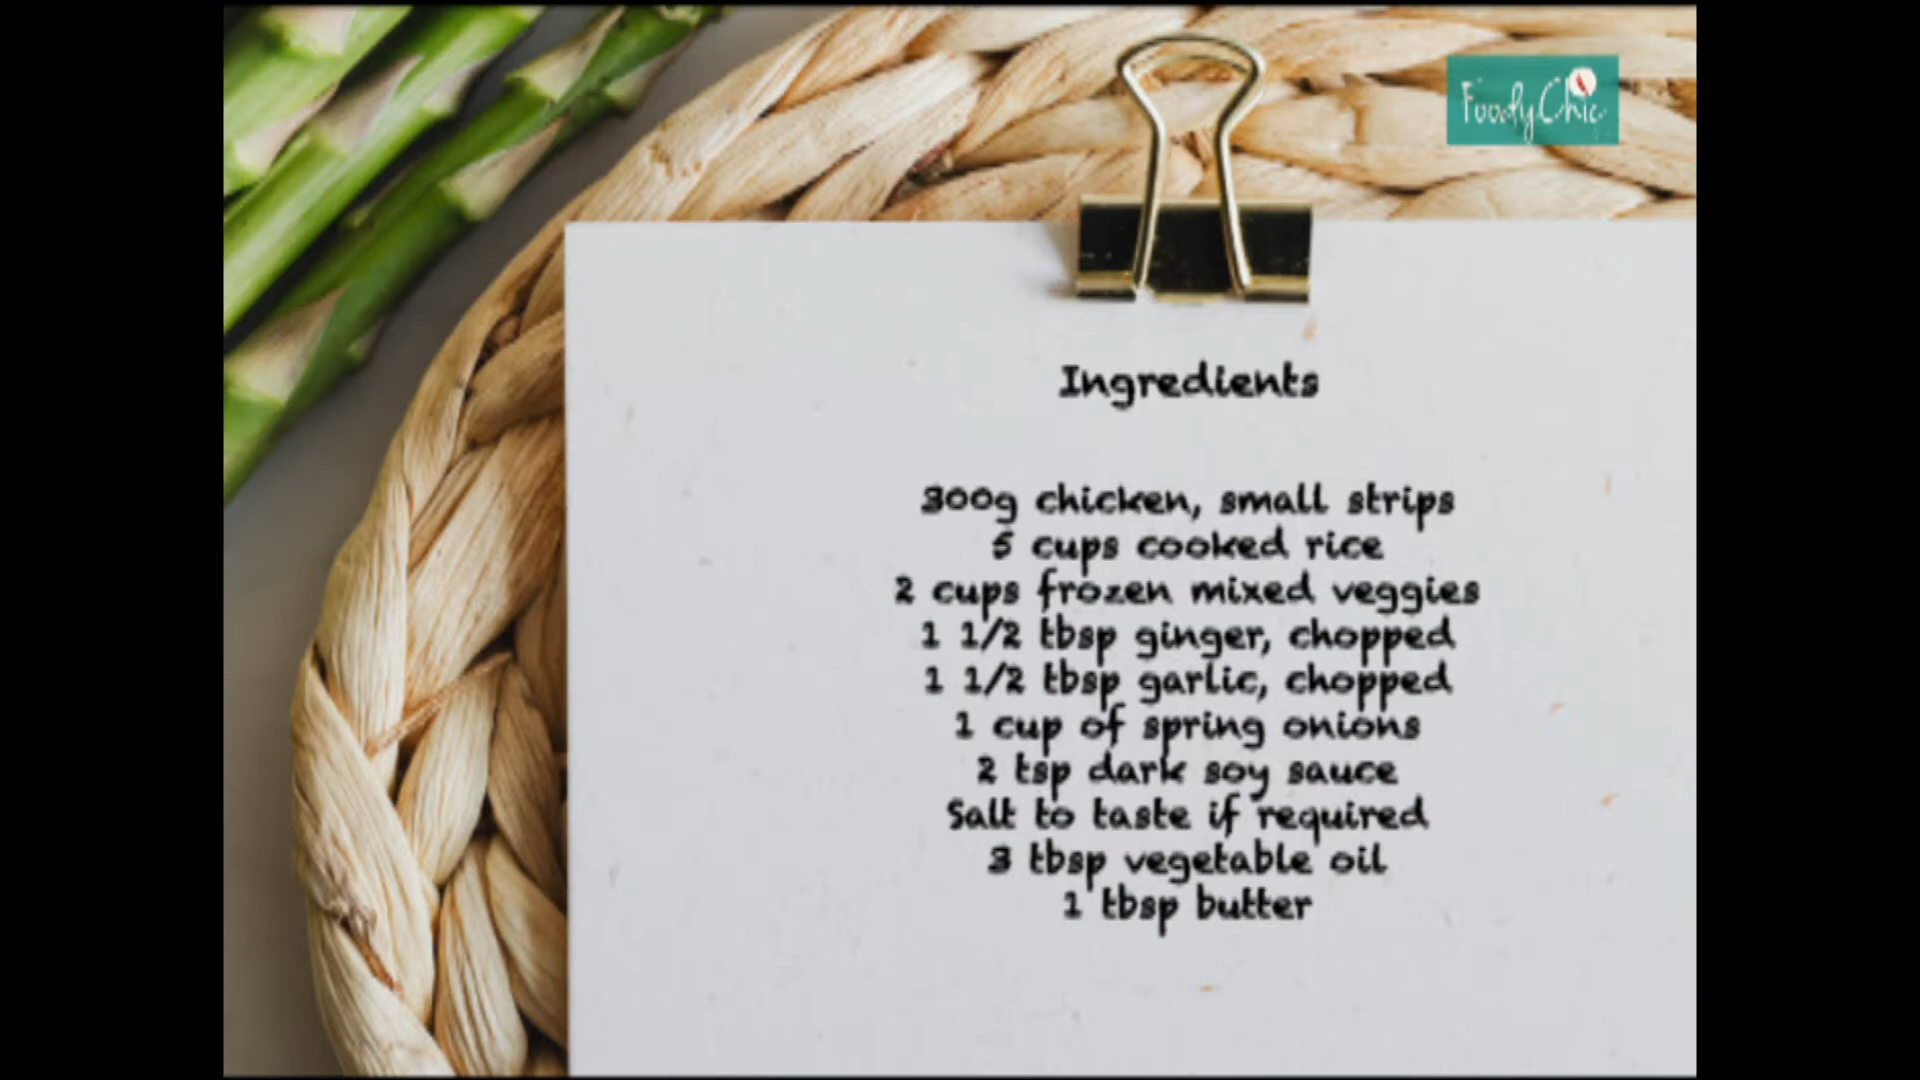 FoodyChic
Ingredients
300g chicken, small strips
5 cups cooked rice
2 cups frozen mixed veggies
1 1/2 tbsp ginger, chopped
1 1/2 tbsp garlic, chopped
1 cup of spring onions
2 tsp dark soy sauce
Salt to taste if required
3 tbsp vegetable oil
1 tbsp butter